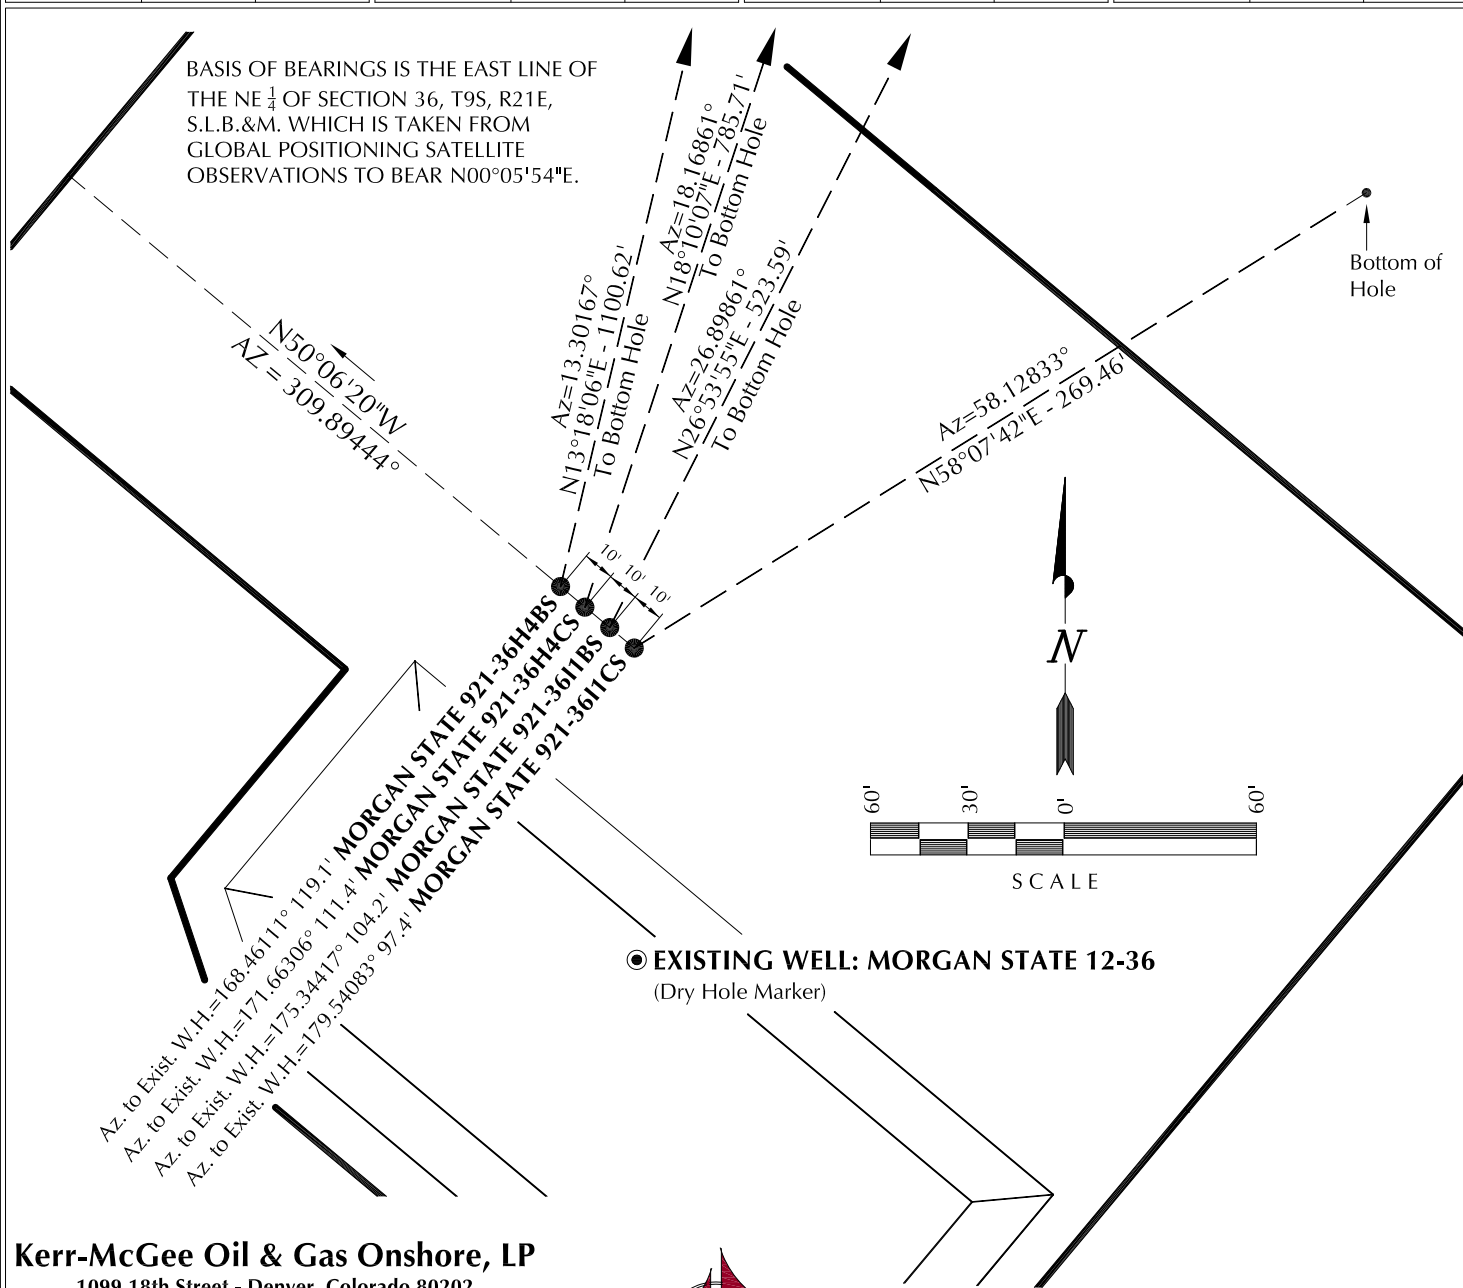 BASIS OF BEARINGS IS THE EAST LINE OF
THE NE 1/4 OF SECTION 36, T9S, R21E,
S.L.B.&M. WHICH IS TAKEN FROM
GLOBAL POSITIONING SATELLITE
OBSERVATIONS TO BEAR N00°05'54"E.
N50°06'20"W
AZ = 309.89444°
Az=13.30167°
N13°18'06"E - 1100.62'
To Bottom Hole
Az=18.16861°
N18°10'07"E - 785.71'
To Bottom Hole
Az=26.89861°
N26°53'55"E - 523.59'
To Bottom Hole
Az=58.12833°
N58°07'42"E - 269.46'
Bottom of
Hole
10'
10'
10'
N
60'
30'
0'
60'
SCALE
Az. to Exist. W.H.=168.46111° 119.1' MORGAN STATE 921-36H4BS
Az. to Exist. W.H.=171.66306° 111.4' MORGAN STATE 921-36H4CS
Az. to Exist. W.H.=175.34417° 104.2' MORGAN STATE 921-36I1BS
Az. to Exist. W.H.=179.54083° 97.4' MORGAN STATE 921-36I1CS
EXISTING WELL: MORGAN STATE 12-36
(Dry Hole Marker)
Kerr-McGee Oil & Gas Onshore, LP
1099 18th Street - Denver, Colorado 80202